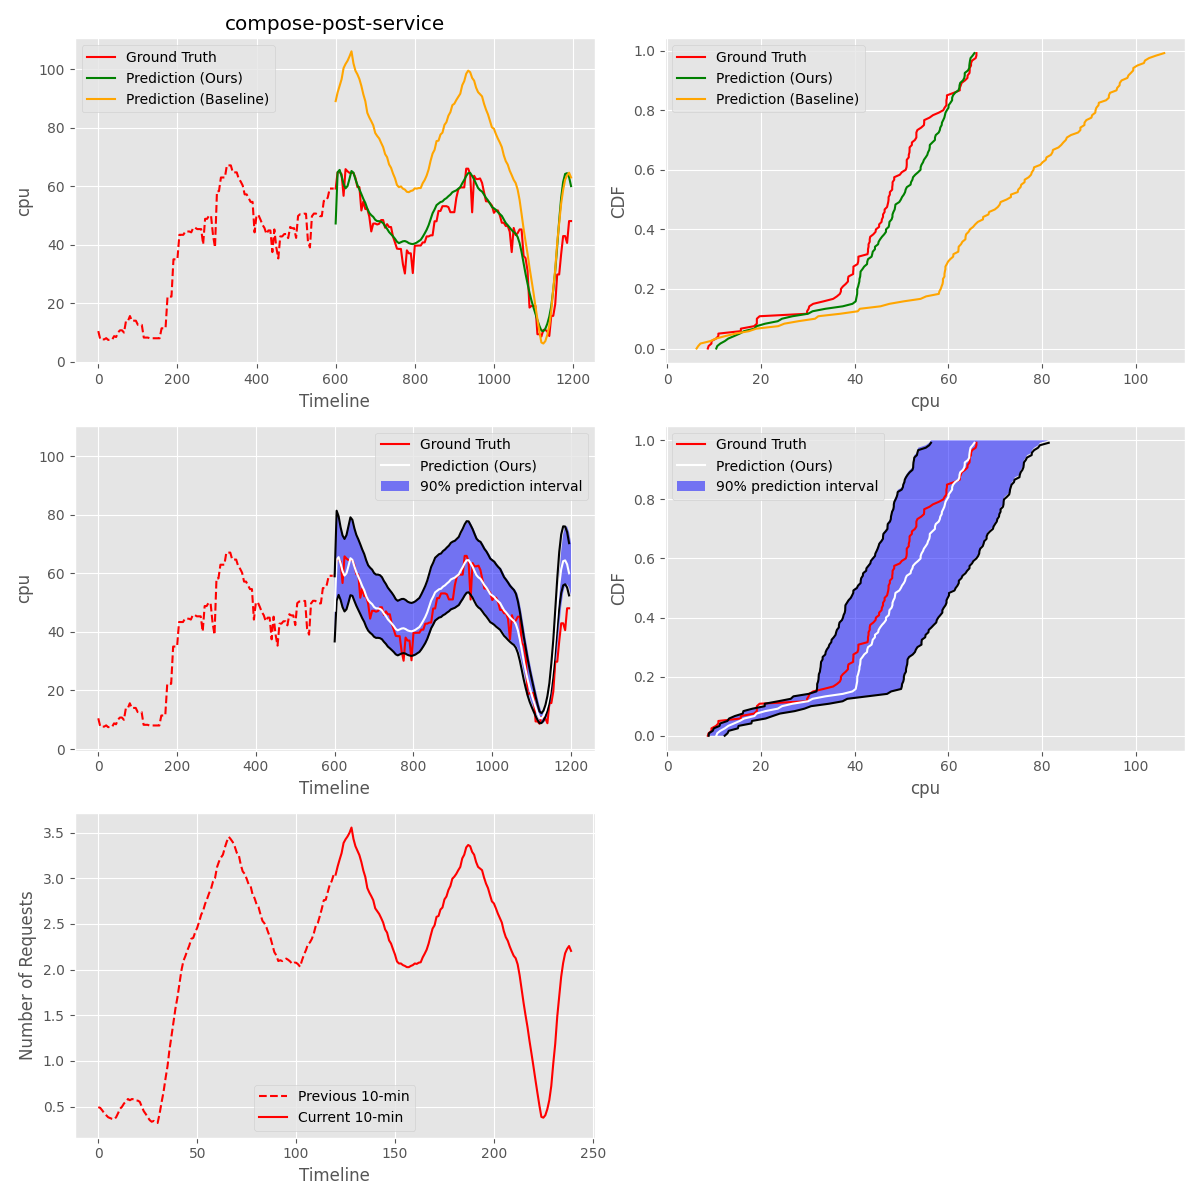 compose-post-service
Ground Truth
Prediction (Ours)
Prediction (Baseline)
cpu
100
80
60
40
20
0
0 200 400 600 800 1000 1200
Timeline
Ground Truth
Prediction (Ours)
Prediction (Baseline)
CDF
1.0
0.8
0.6
0.4
0.2
0.0
0 20 40 60 80 100
cpu
Ground Truth
Prediction (Ours)
90% prediction interval
cpu
100
80
60
40
20
0
0 200 400 600 800 1000 1200
Timeline
Ground Truth
Prediction (Ours)
90% prediction interval
CDF
1.0
0.8
0.6
0.4
0.2
0.0
0 20 40 60 80 100
cpu
Number of Requests
3.5
3.0
2.5
2.0
1.5
1.0
0.5
Previous 10-min
Current 10-min
0 50 100 150 200 250
Timeline